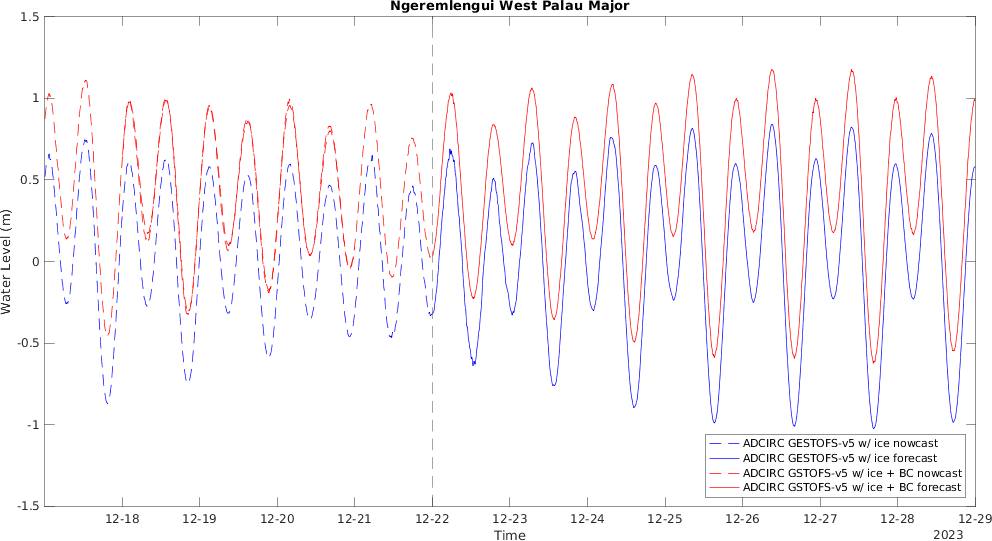 Ngeremlengui West Palau Major
1.5
1
0.5
0
-0.5
-1
-1.5
Water Level (m)
ADCIRC GESTOFS-v5 w/ ice nowcast
ADCIRC GESTOFS-v5 w/ ice forecast
ADCIRC GSTOFS-v5 w/ ice + BC nowcast
ADCIRC GSTOFS-v5 w/ ice + BC forecast
12-18 12-19 12-20 12-21 12-22 12-23 12-24 12-25 12-26 12-27 12-28 12-29
Time
2023